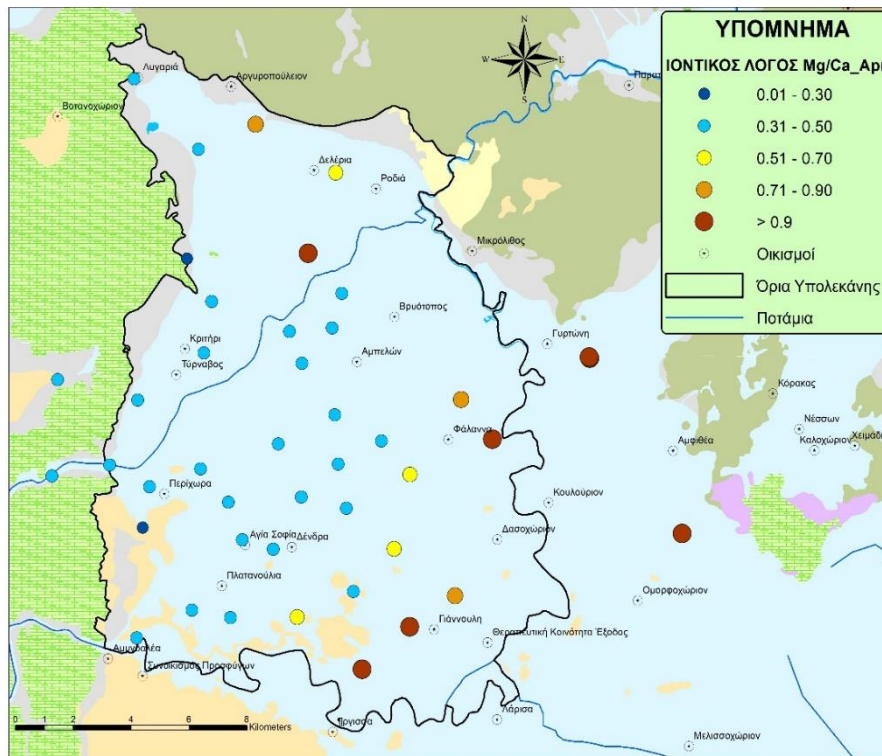 ΥΠΟΜΝΗΜΑ
ΙΟΝΤΙΚΟΣ ΛΟΓΟΣ Mg/Ca_Apr
0.01 - 0.30
0.31 - 0.50
0.51 - 0.70
0.71 - 0.90
> 0.9
Οικισμοί
Όρια Υπολεκάνης
Ποτάμια
N
W E
S
Λυγαριά
Αργυροπούλειον
Βοτανοχώριον
Δελέρια
Ροδιά
Μικρόλιθος
Βρυότοπος
Γυρτώνη
Κριτήρι
Αμπελών
Τύρναβος
Κόρακας
Νέσσων
Φάλαννα
Αμφιθέα
Καλοχώριον
Περίχωρα
Κουλούριον
Αγία Σοφία
Δένδρα
Δασοχώριον
Πλατανούλια
Ομορφοχώριον
Γιάννουλη
Θεραπευτική Κοινότητα Έξοδος
Αμυγδαλέα
Συνοικισμός Προσφύγων
Λάρισα
Μελισσοχώριον
0 2 4 6 8
Kilometers